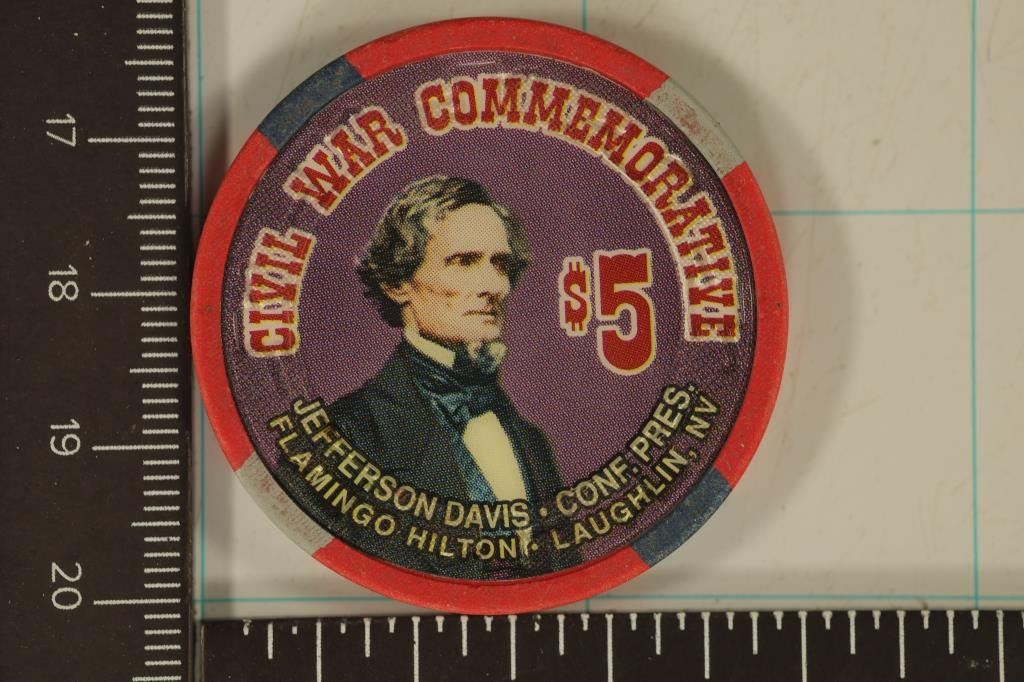 CIVIL WAR COMMEMORATIVE
$5
JEFFERSON DAVIS • CONF. PRES.
FLAMINGO HILTON • LAUGHLIN, NV
17
18
19
20